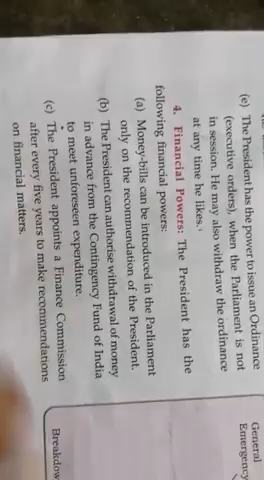 (e) The President has the power to issue an Ordinance
(executive orders), when the Parliament is not
in session. He may also withdraw the ordinance
at any time he likes.
4. Financial Powers: The President has the
following financial powers:
(a) Money-bills can be introduced in the Parliament
only on the recommendation of the President.
(b) The President can authorise withdrawal of money
in advance from the Contingency Fund of India
to meet unforeseen expenditure.
(c) The President appoints a Finance Commission
after every five years to make recommendations
on financial matters.
General
Emergency